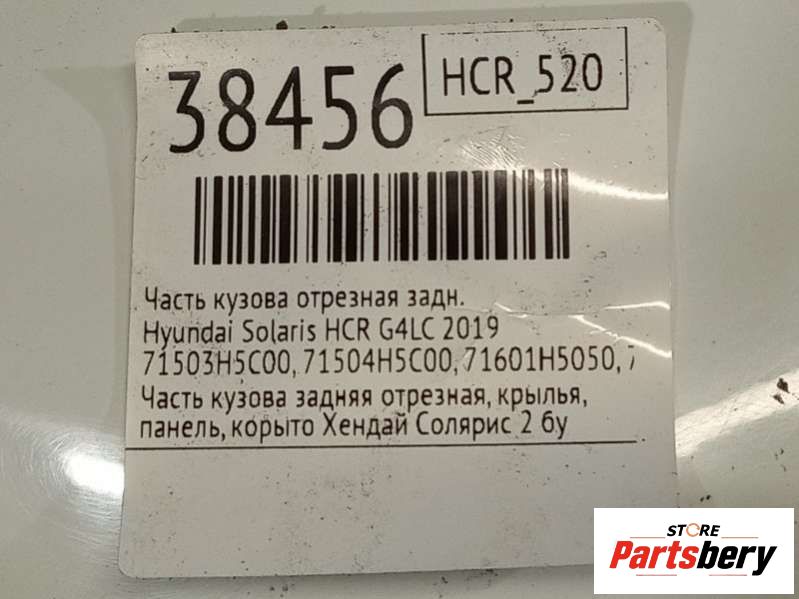 38456
HCR_520
Часть кузова отрезная задн.
Hyundai Solaris HCR G4LC 2019
71503H5C00, 71504H5C00, 71601H5050,
Часть кузова задняя отрезная, крылья,
панель, корыто Хендай Солярис 2 бу
STORE
Partsbery